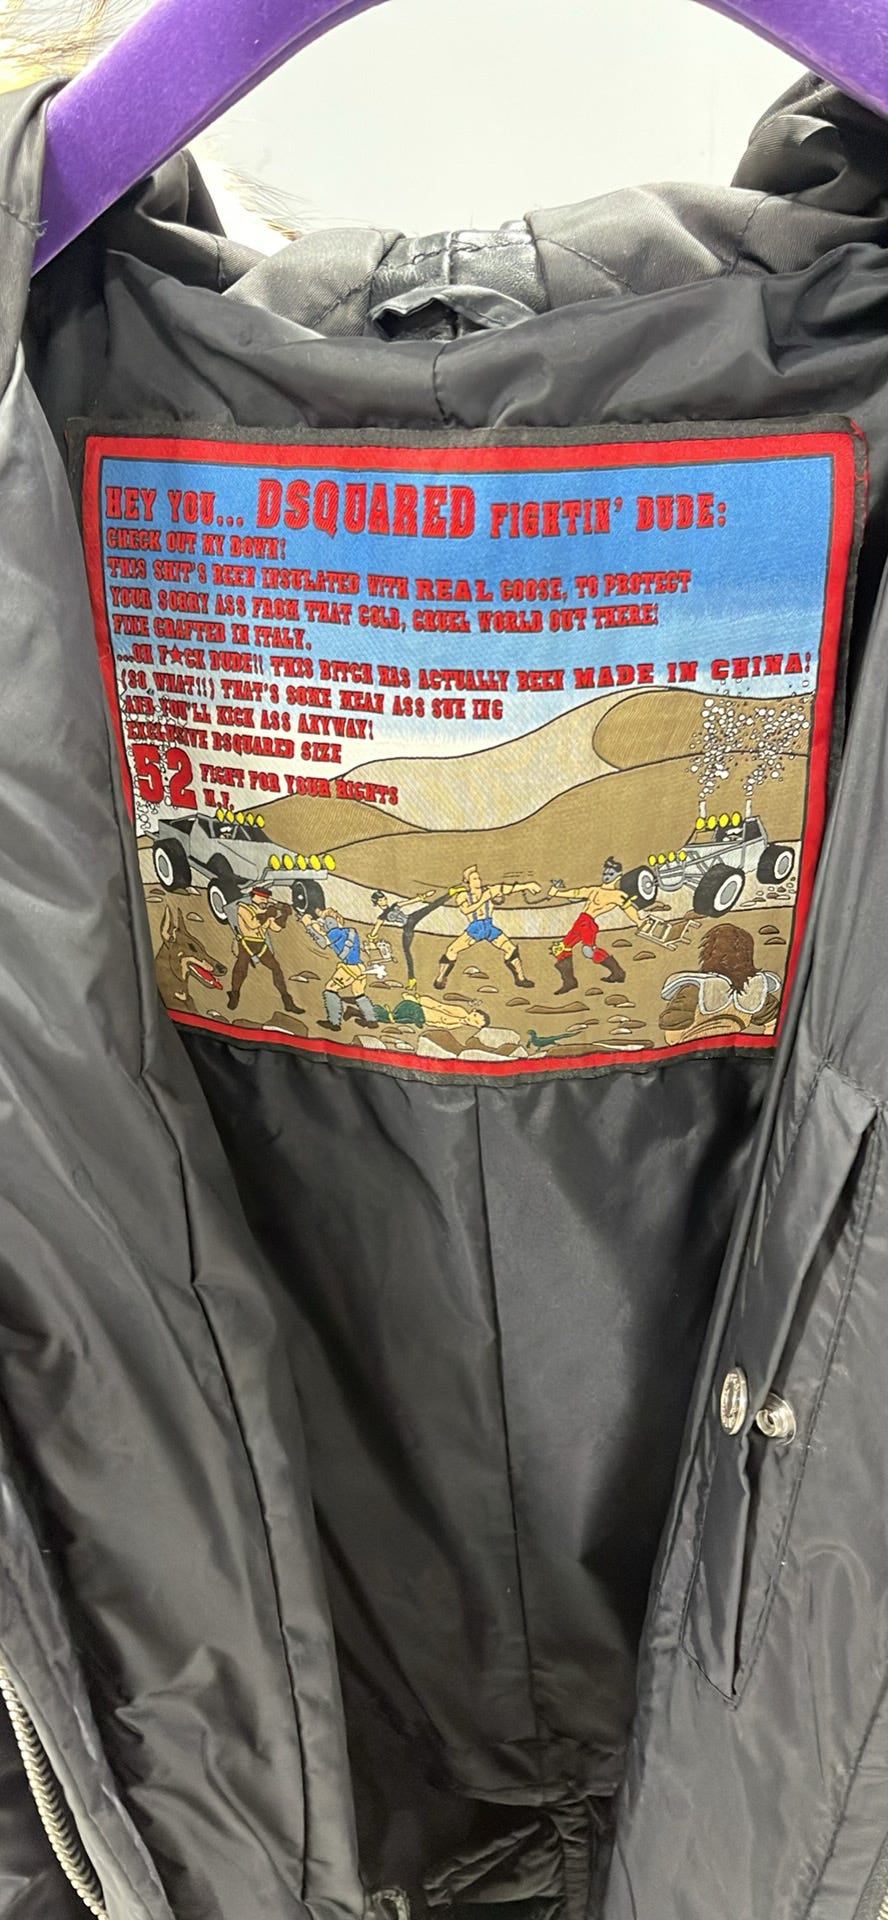 HEY YOU... DSQUARED FIGHTIN' DUDE:
CHECK OUT MY DOWN!
THIS SHIT'S BEEN INSULATED WITH REAL GOOSE, TO PROTECT
YOUR SORRY ASS FROM THAT COLD, CRUEL WORLD OUT THERE!
FINE CRAFTED IN ITALY.
...OH F★CK DUDE!! THIS BITCH HAS ACTUALLY BEEN MADE IN CHINA!
(SO WHAT!!) THAT'S SOME MEAN ASS SUE ING
AND YOU'LL KICK ASS ANYWAY!
EXCLUSIVE DSQUARED SIZE
52 FIGHT FOR YOUR RIGHTS